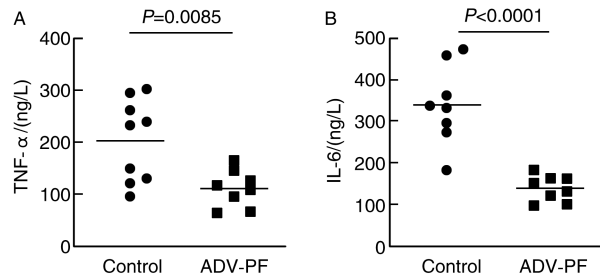 A
P=0.0085
TNF-α/(ng/L)
400
300
200
100
0
Control
ADV-PF
B
P<0.0001
IL-6/(ng/L)
500
400
300
200
100
0
Control
ADV-PF